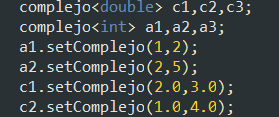 complejo<double> c1,c2,c3;
complejo<int> a1,a2,a3;
a1.setComplejo(1,2);
a2.setComplejo(2,5);
c1.setComplejo(2.0,3.0);
c2.setComplejo(1.0,4.0);